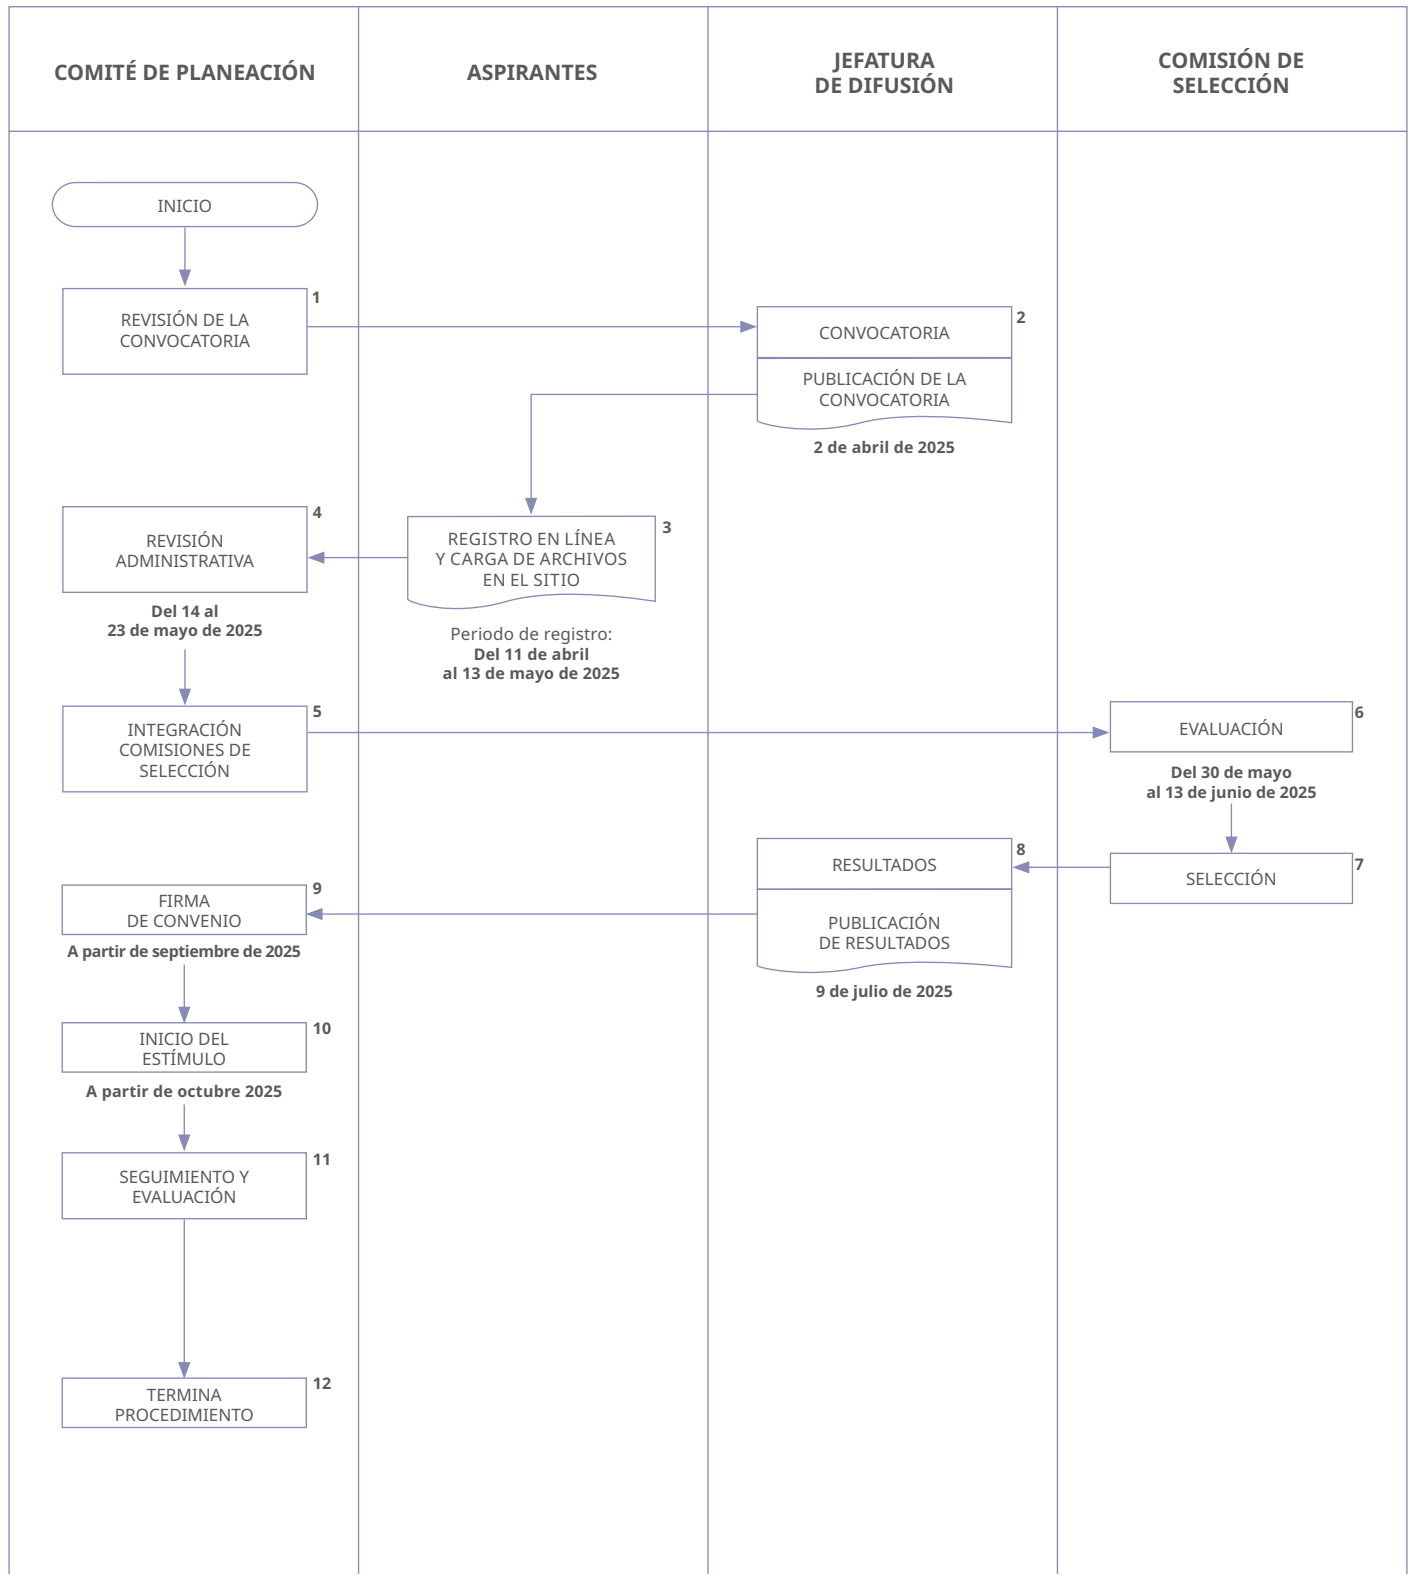 COMITÉ DE PLANEACIÓN
ASPIRANTES
JEFATURA
DE DIFUSIÓN
COMISIÓN DE
SELECCIÓN
INICIO
1
REVISIÓN DE LA
CONVOCATORIA
2
CONVOCATORIA
PUBLICACIÓN DE LA
CONVOCATORIA
2 de abril de 2025
3
REGISTRO EN LÍNEA
Y CARGA DE ARCHIVOS
EN EL SITIO
Periodo de registro:
Del 11 de abril
al 13 de mayo de 2025
4
REVISIÓN
ADMINISTRATIVA
Del 14 al
23 de mayo de 2025
5
INTEGRACIÓN
COMISIONES DE
SELECCIÓN
6
EVALUACIÓN
Del 30 de mayo
al 13 de junio de 2025
7
SELECCIÓN
8
RESULTADOS
PUBLICACIÓN
DE RESULTADOS
9 de julio de 2025
9
FIRMA
DE CONVENIO
A partir de septiembre de 2025
10
INICIO DEL
ESTÍMULO
A partir de octubre 2025
11
SEGUIMIENTO Y
EVALUACIÓN
12
TERMINA
PROCEDIMIENTO